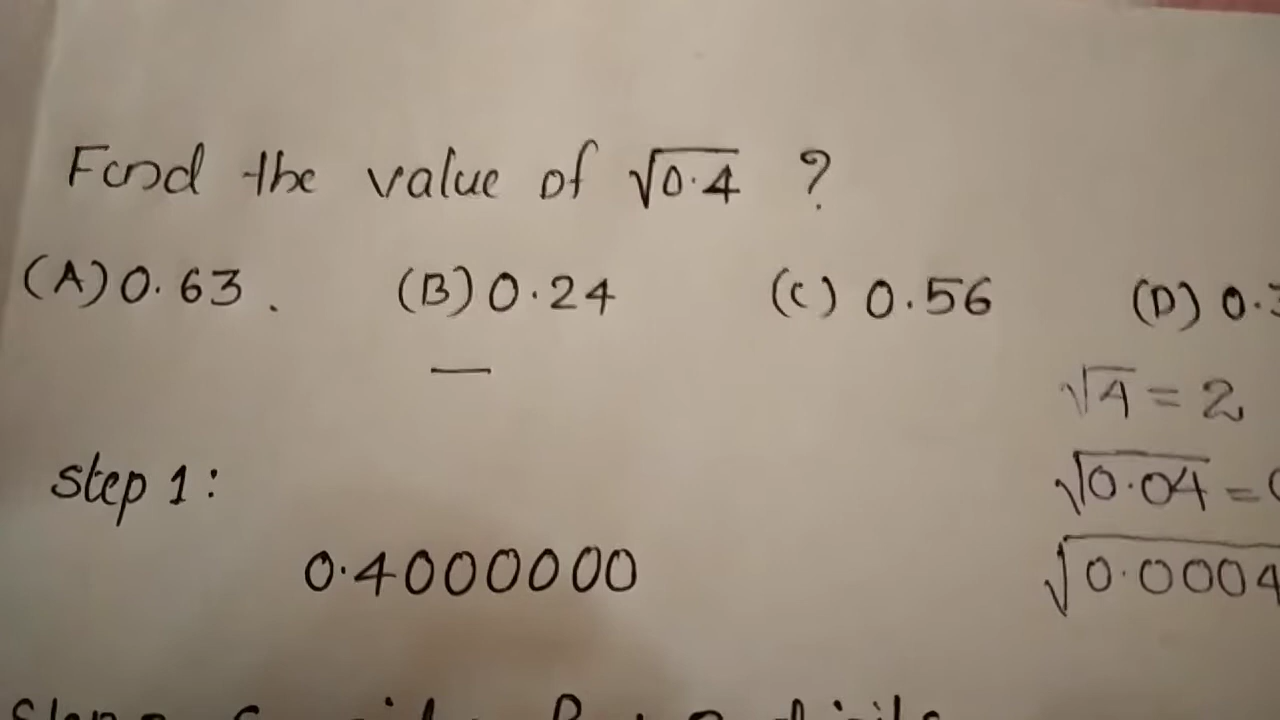 Find the value of √0.4 ?
(A) 0.63. (B) 0.24 (C) 0.56 (D) 0.
√4 = 2
step 1: √0.04 =
0.4000000 √0.0004